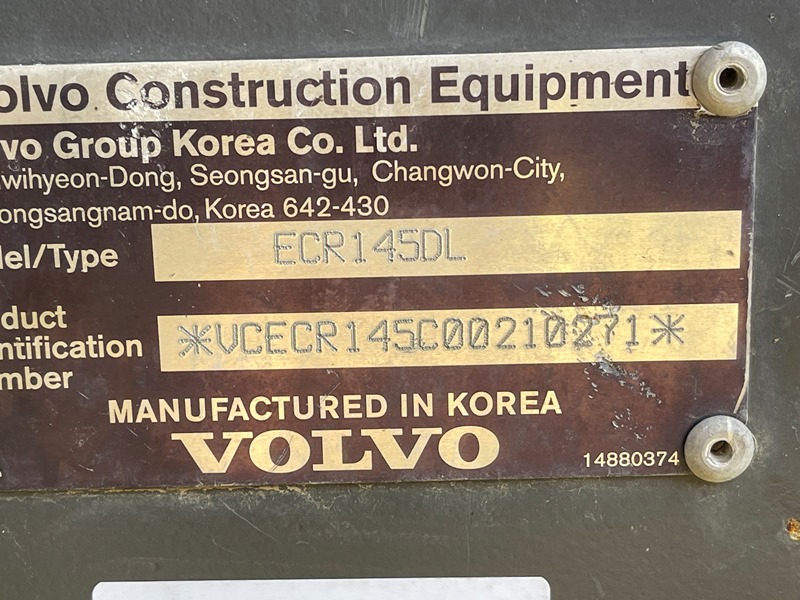 olvo Construction Equipment
vo Group Korea Co. Ltd.
wihyeon-Dong, Seongsan-gu, Changwon-City,
ongsangnam-do, Korea 642-430
del/Type ECR145DL
duct
ntification
mber
*VCECR145C00210271*
MANUFACTURED IN KOREA
VOLVO
14880374